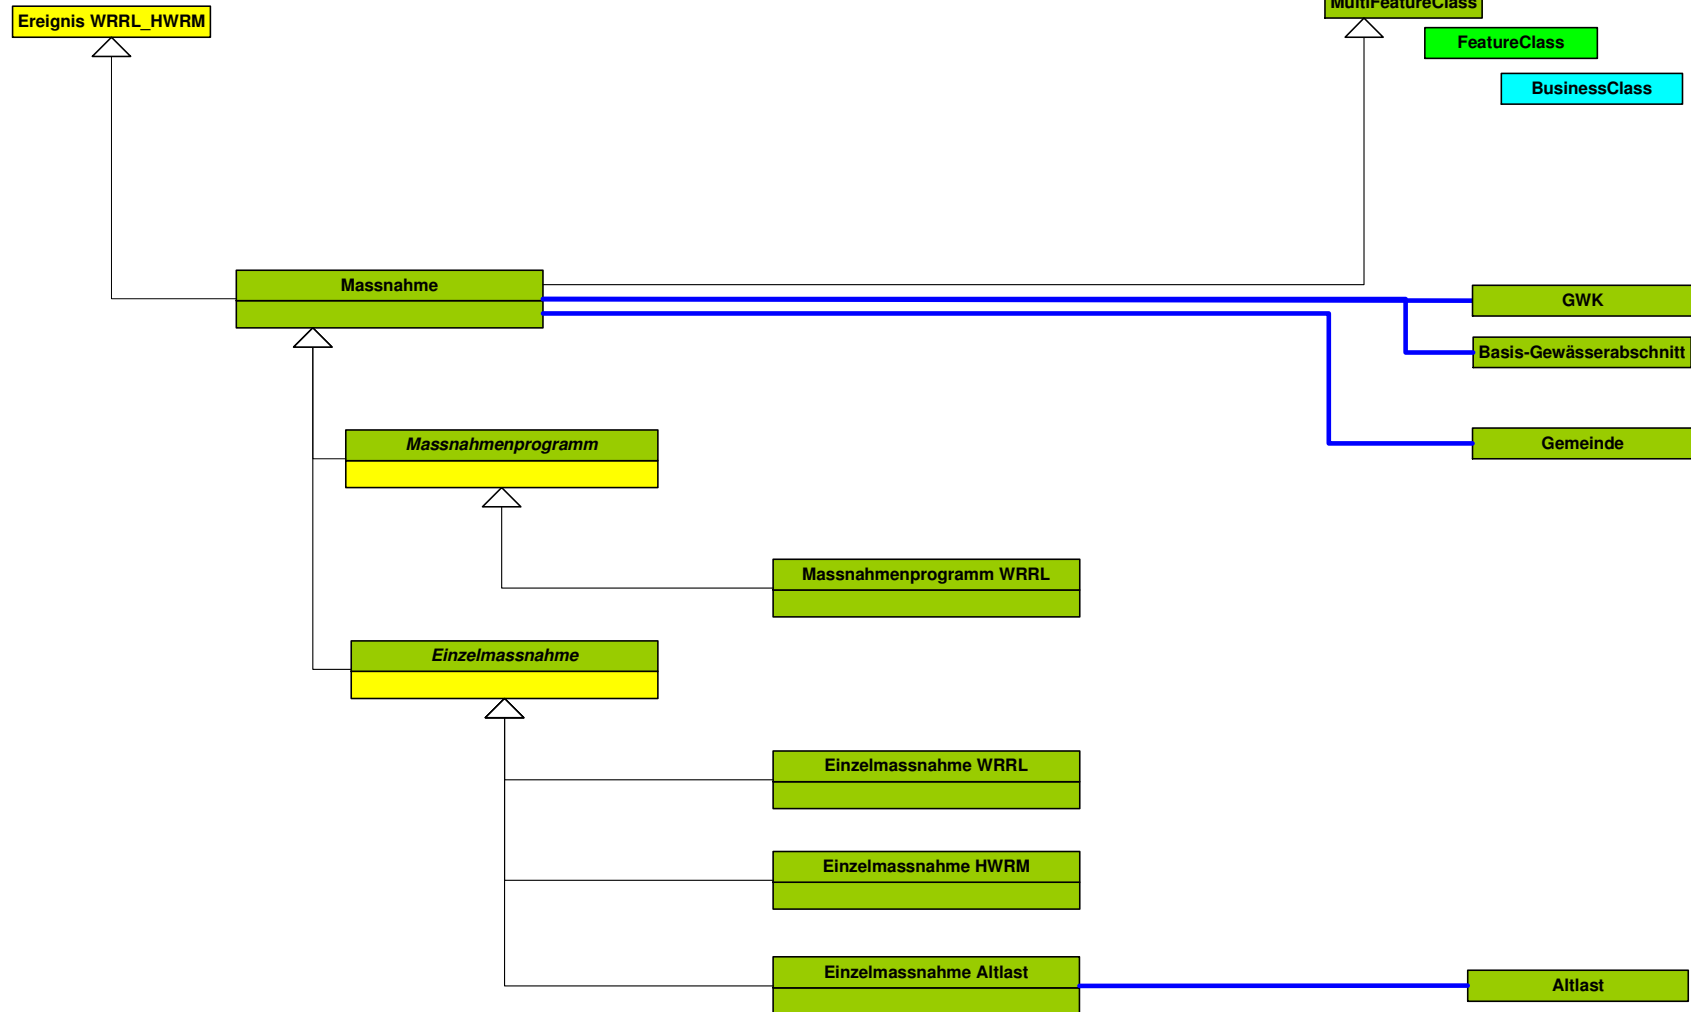 Ereignis WRRL_HWRM
MultiFeatureClass
FeatureClass
BusinessClass
Massnahme
GWK
Basis-Gewässerabschnitt
Gemeinde
Massnahmenprogramm
Massnahmenprogramm WRRL
Einzelmassnahme
Einzelmassnahme WRRL
Einzelmassnahme HWRM
Einzelmassnahme Altlast
Altlast